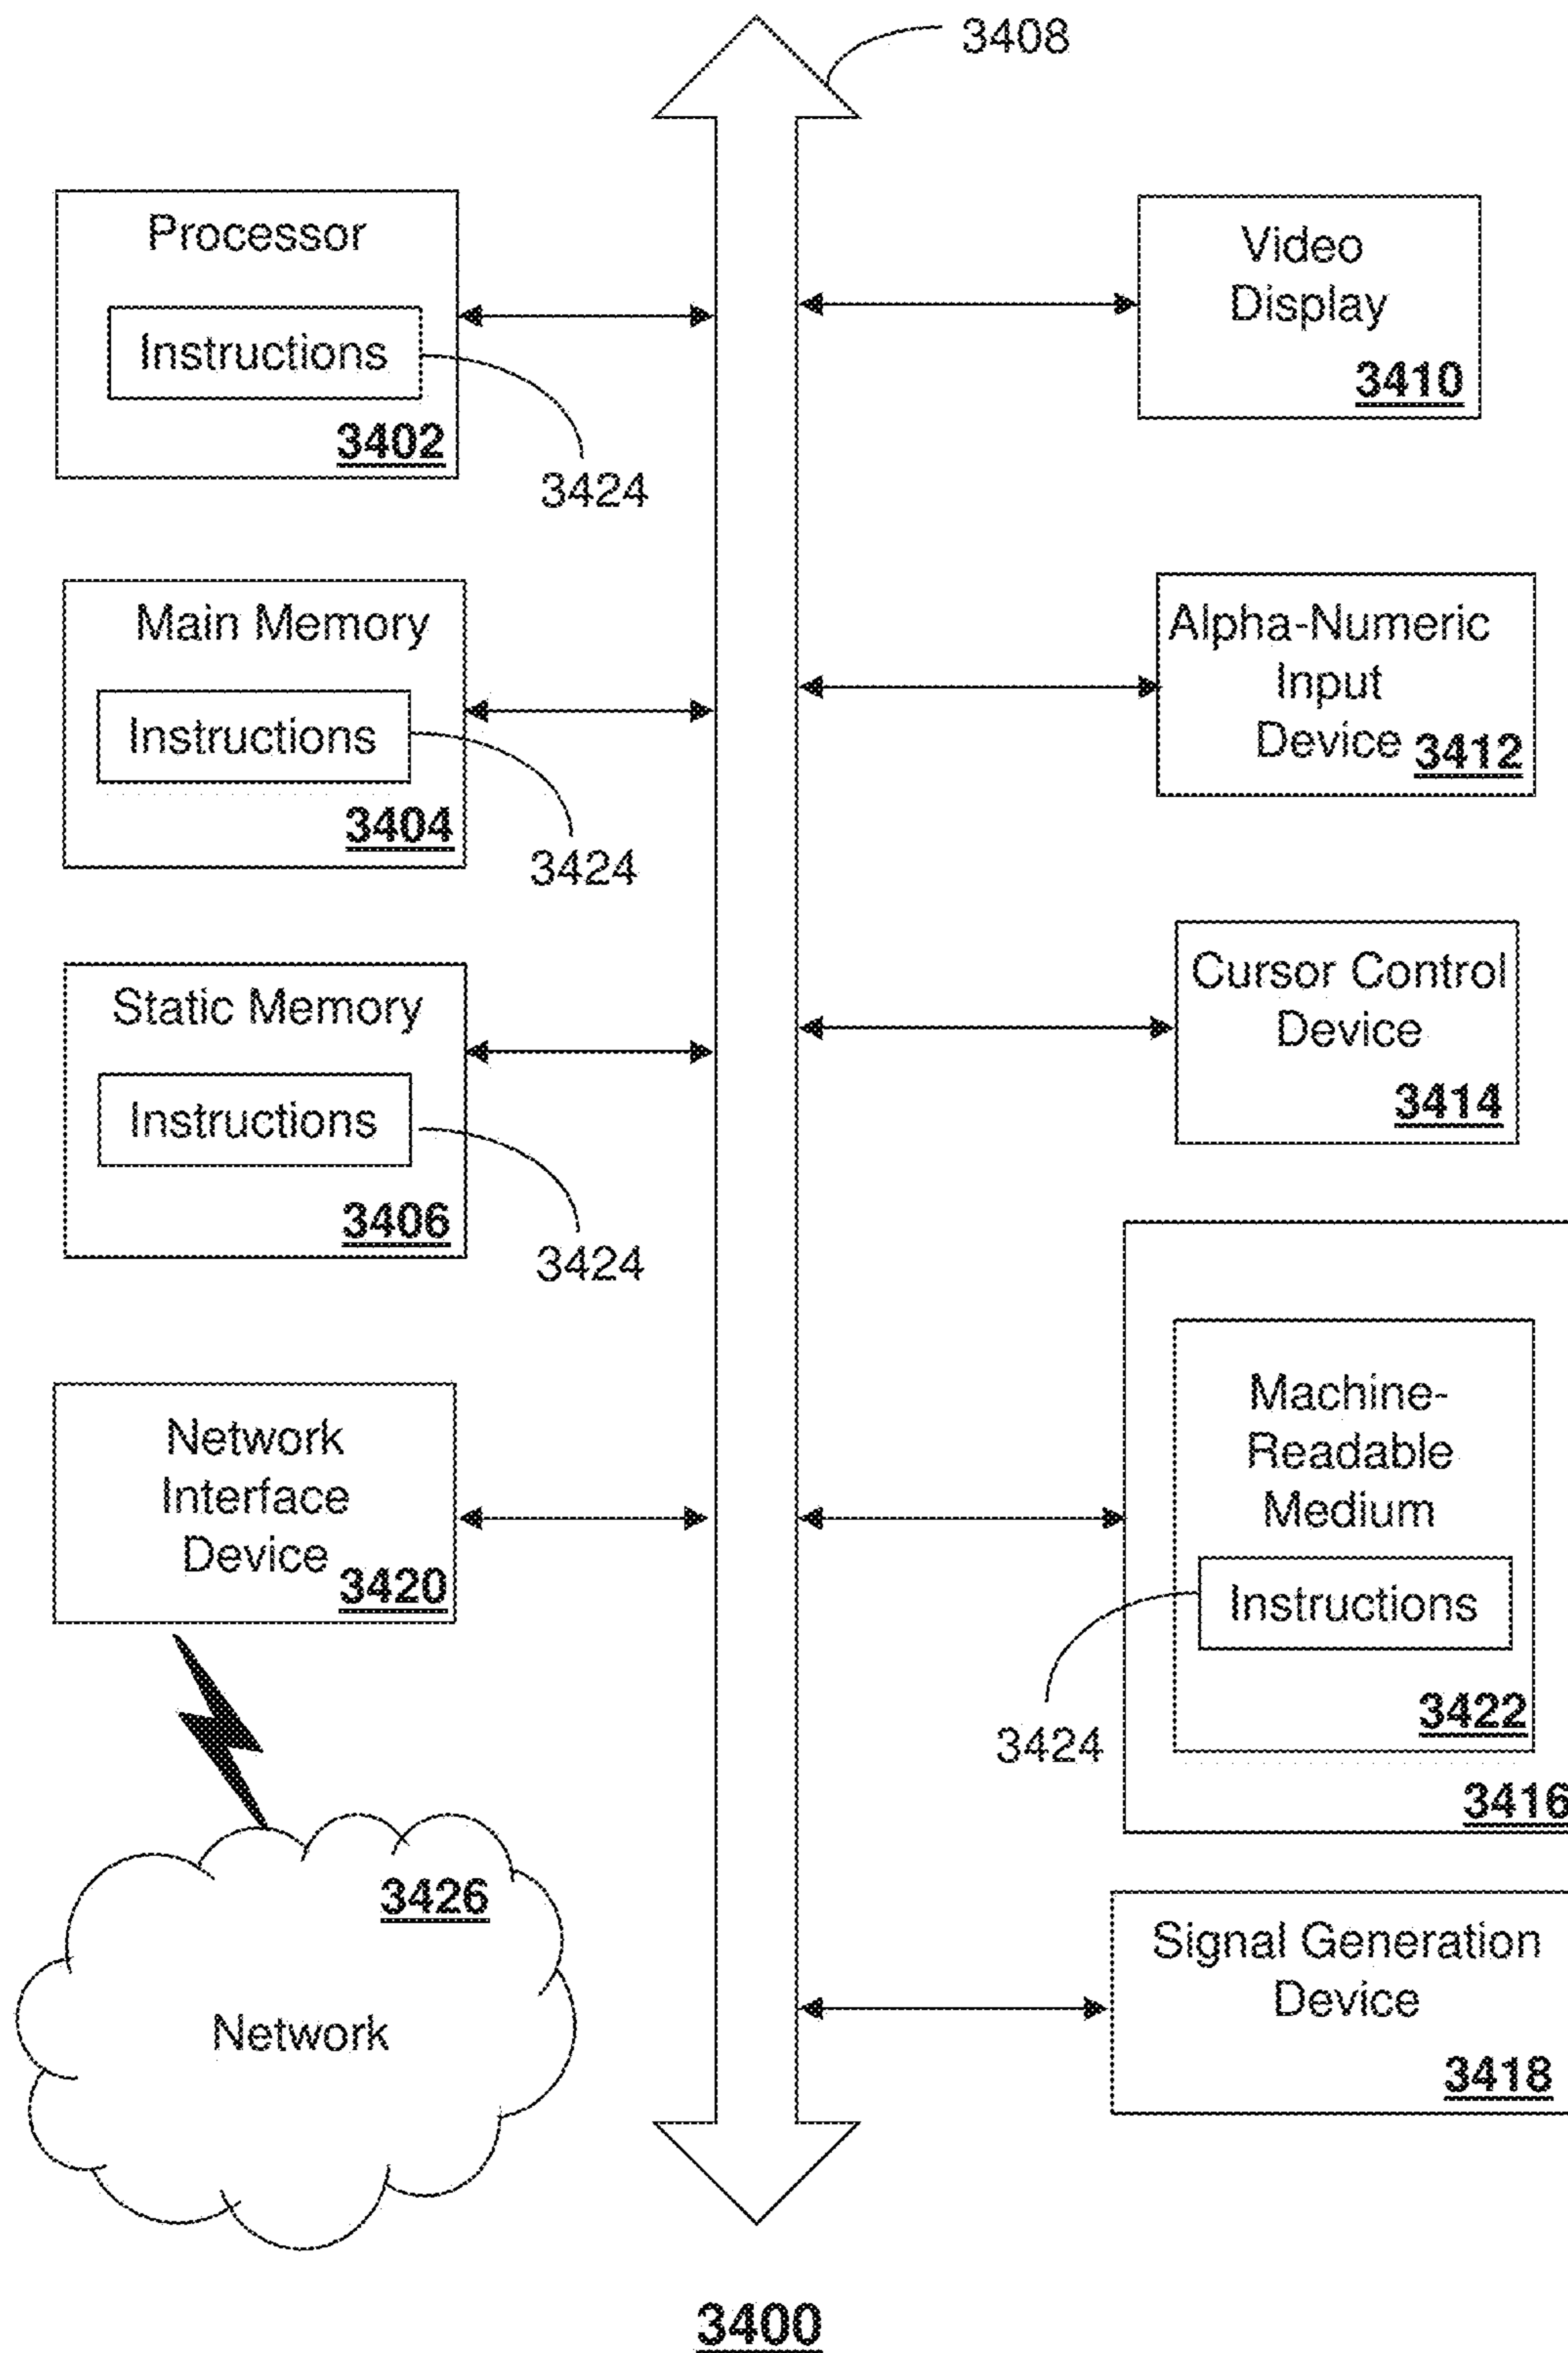 3408
Processor
Instructions
3402
3424
Main Memory
Instructions
3404
3424
Static Memory
Instructions
3406
3424
Network
Interface
Device
3420
3426
Network
Video
Display
3410
Alpha-Numeric
Input
Device 3412
Cursor Control
Device
3414
Machine-
Readable
Medium
Instructions
3424
3422
3416
Signal Generation
Device
3418
3400